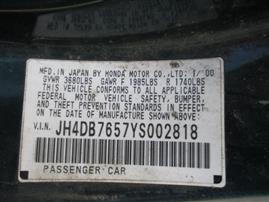 MFD. IN JAPAN BY HONDA MOTOR CO., LTD. 1/00
GVWR 3680LBS GAWR F 1985LBS R 1740LBS
THIS VEHICLE CONFORMS TO ALL APPLICABLE
FEDERAL MOTOR VEHICLE SAFETY, BUMPER,
AND THEFT PREVENTION STANDARDS IN EFFECT
ON THE DATE OF MANUFACTURE SHOWN ABOVE.
V.I.N. JH4DB7657YS002818
PASSENGER CAR